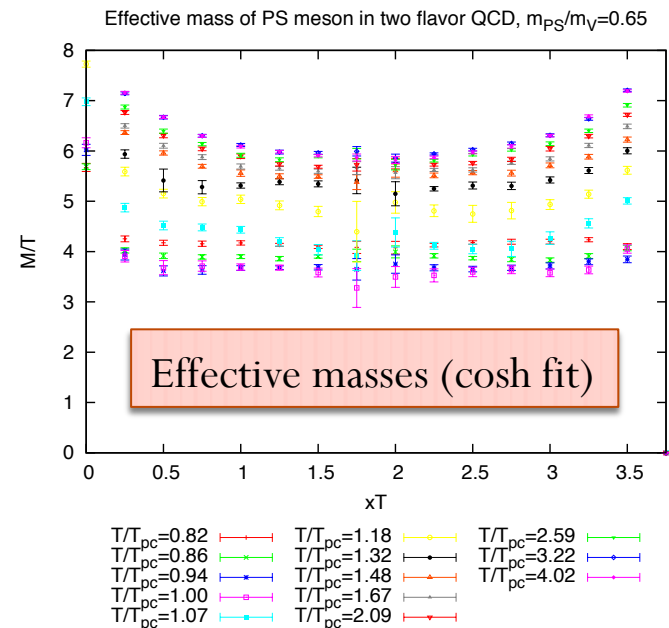 Effective mass of PS meson in two flavor QCD, m_PS/m_V=0.65
8
7
6
5
4
3
2
1
0
M/T
Effective masses (cosh fit)
0 0.5 1 1.5 2 2.5 3 3.5
xT
T/T_pc=0.82 T/T_pc=1.18 T/T_pc=2.59
T/T_pc=0.86 T/T_pc=1.32 T/T_pc=3.22
T/T_pc=0.94 T/T_pc=1.48 T/T_pc=4.02
T/T_pc=1.00 T/T_pc=1.67
T/T_pc=1.07 T/T_pc=2.09